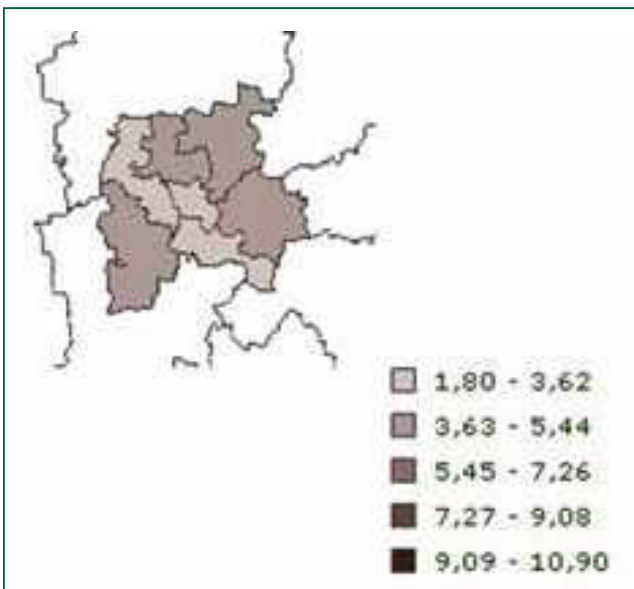 1,80 - 3,62
3,63 - 5,44
5,45 - 7,26
7,27 - 9,08
9,09 - 10,90